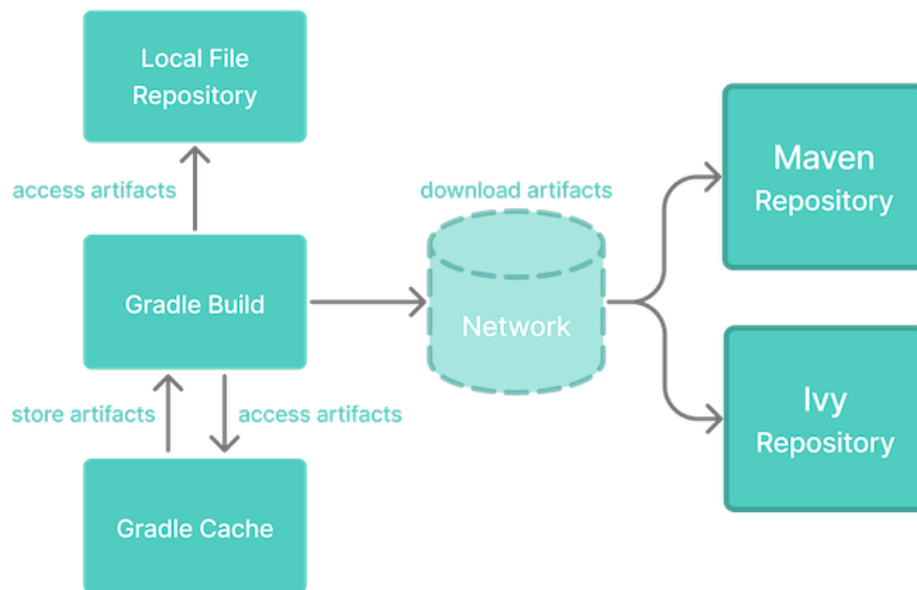 Local File
Repository
access artifacts
download artifacts
Maven
Repository
Gradle Build
Network
store artifacts
access artifacts
Ivy
Repository
Gradle Cache